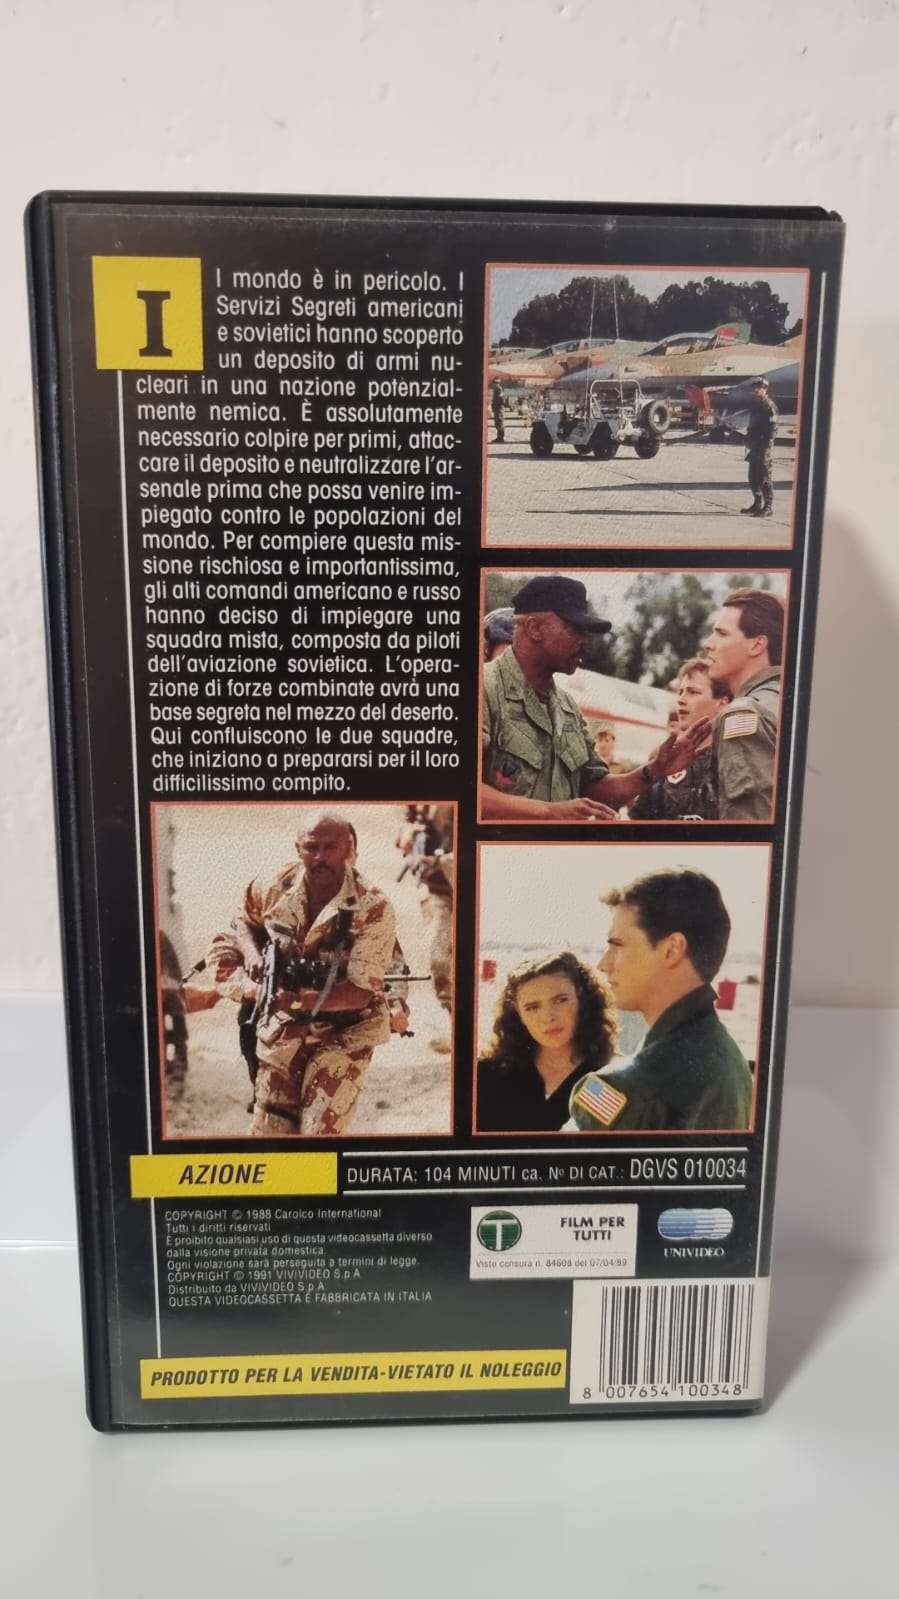 I l mondo è in pericolo. I
Servizi Segreti americani
e sovietici hanno scoperto
un deposito di armi nu-
cleari in una nazione potenzial-
mente nemica. È assolutamente
necessario colpire per primi, attac-
care il deposito e neutralizzare l'ar-
senale prima che possa venire im-
piegato contro le popolazioni del
mondo. Per compiere questa mis-
sione rischiosa e importantissima,
gli alti comandi americano e russo
hanno deciso di impiegare una
squadra mista, composta da piloti
dell'aviazione sovietica. L'opera-
zione di forze combinate avrà una
base segreta nel mezzo del deserto.
Qui confluiscono le due squadre,
che iniziano a prepararsi per il loro
difficilissimo compito.
AZIONE
DURATA: 104 MINUTI ca. N° DI CAT.: DGVS 010034
COPYRIGHT © 1988 Carolco International
Tutti i diritti riservati
È proibito qualsiasi uso di questa videocassetta diverso
dalla visione privata domestica.
Ogni violazione sarà perseguita a termini di legge.
COPYRIGHT © 1991 VIVIVIDEO S.p.A.
Distribuito da VIVIVIDEO S.p.A.
QUESTA VIDEOCASSETTA È FABBRICATA IN ITALIA
T
FILM PER
TUTTI
Visto censura n. 84608 del 07/04/89
UNIVIDEO
PRODOTTO PER LA VENDITA-VIETATO IL NOLEGGIO
8 007654 100348